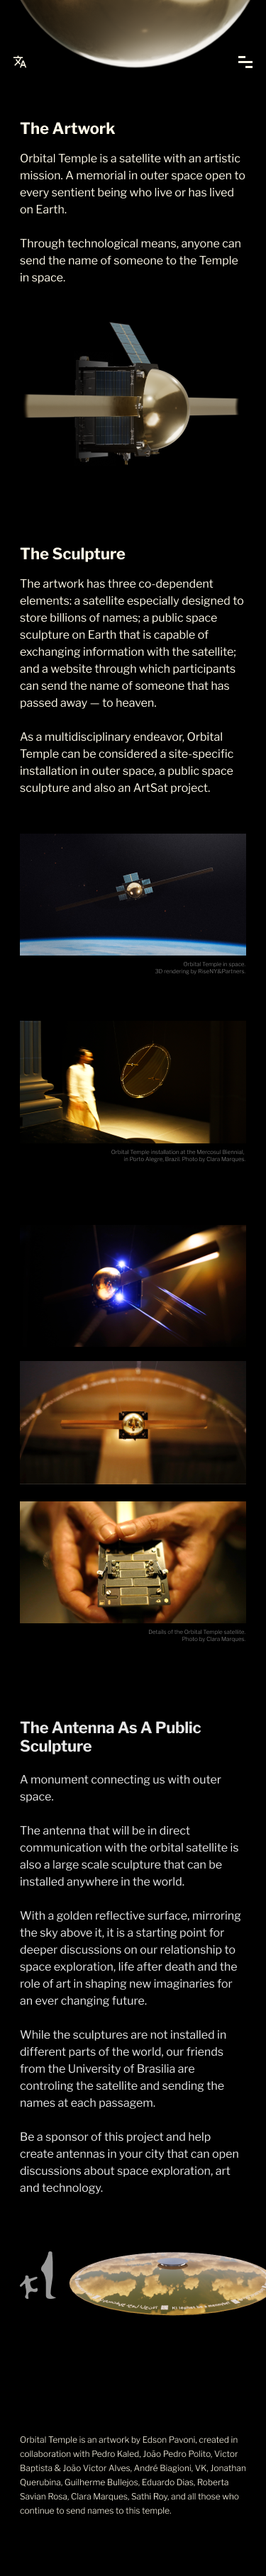 The Artwork
Orbital Temple is a satellite with an artistic
mission. A memorial in outer space open to
every sentient being who live or has lived
on Earth.
Through technological means, anyone can
send the name of someone to the Temple
in space.
The Sculpture
The artwork has three co-dependent
elements: a satellite especially designed to
store billions of names; a public space
sculpture on Earth that is capable of
exchanging information with the satellite;
and a website through which participants
can send the name of someone that has
passed away — to heaven.
As a multidisciplinary endeavor, Orbital
Temple can be considered a site-specific
installation in outer space, a public space
sculpture and also an ArtSat project.
Orbital Temple in space.
3D rendering by RiseNY&Partners.
Orbital Temple installation at the Mercosul Biennial.
in Porto Alegre, Brazil. Photo by Clara Marques.
Details of the Orbital Temple satellite
Photo by Clara Marques.
The Antenna As A Public
Sculpture
A monument connecting us with outer
space.
The antenna that will be in direct
communication with the orbital satellite is
also a large scale sculpture that can be
installed anywhere in the world.
With a golden reflective surface, mirroring
the sky above it, it is a starting point for
deeper discussions on our relationship to
space exploration, life after death and the
role of art in shaping new imaginaries for
an ever changing future.
While the sculptures are not installed in
different parts of the world, our friends
from the University of Brasilia are
controling the satellite and sending the
names at each passagem.
Be a sponsor of this project and help
create antennas in your city that can open
discussions about space exploration, art
and technology.
Orbital Temple is an artwork by Edson Pavoni, created in
collaboration with Pedro Kaled, João Pedro Polito, Victor
Baptista & João Victor Alves, André Biagioni, VK, Jonathan
Querubina, Guilherme Bullejos, Eduardo Dias, Roberta
Savian Rosa, Clara Marques, Sathi Roy, and all those who
continue to send names to this temple.